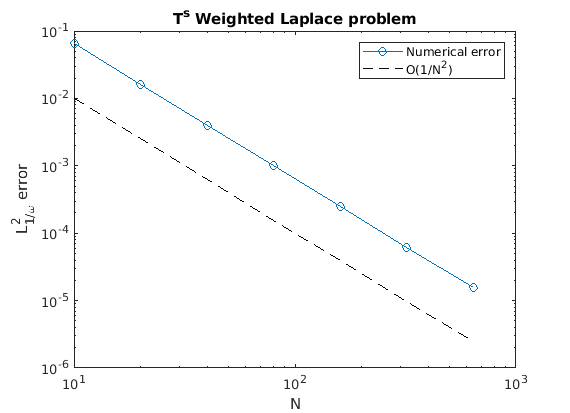 T^s Weighted Laplace problem
Numerical error
O(1/N^2)
10^-1
10^-2
10^-3
10^-4
10^-5
10^-6
L^2_{1/ω} error
10^1
10^2
10^3
N